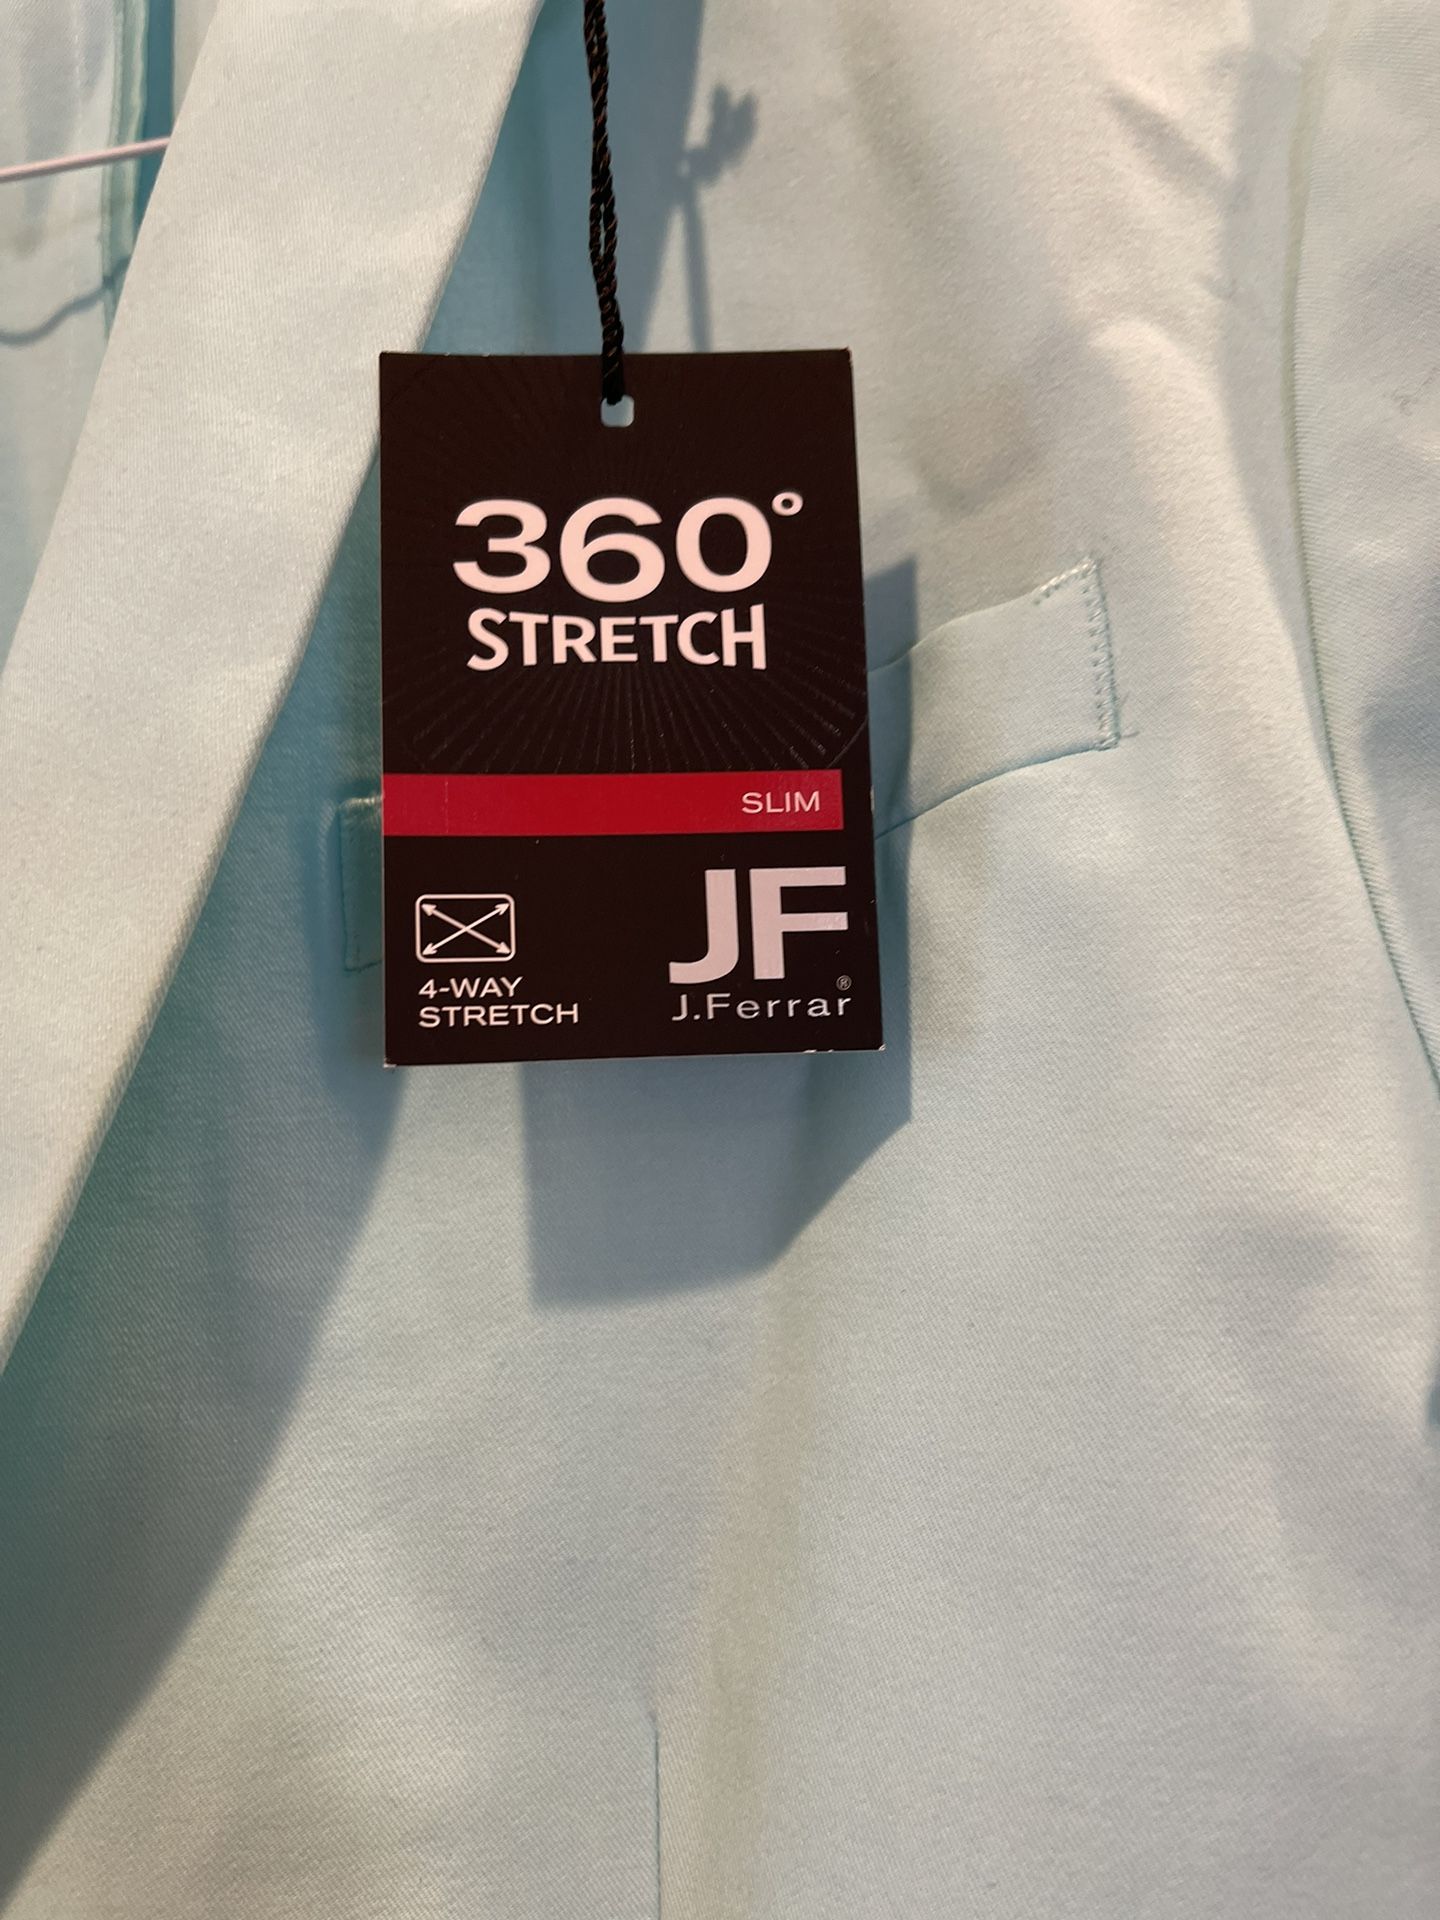 360°
STRETCH
SLIM
4-WAY
STRETCH
JF
J.Ferrar®